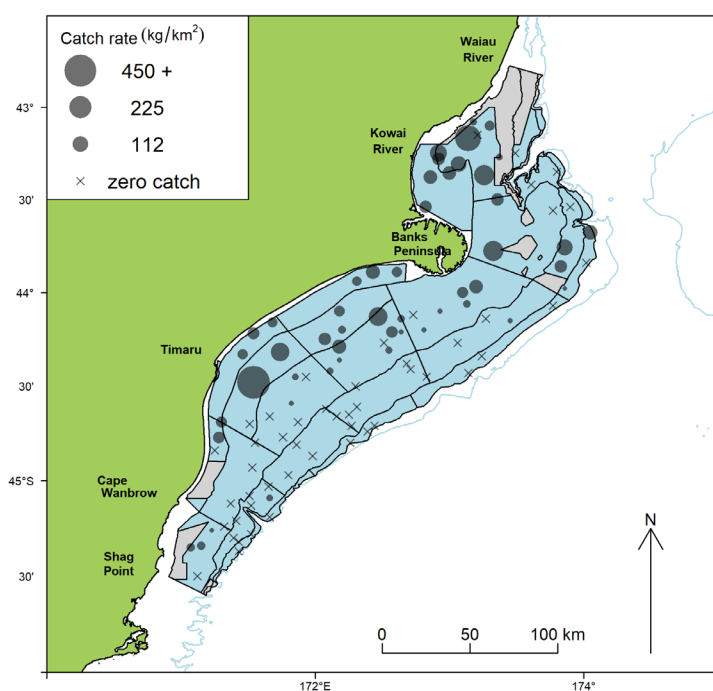 Catch rate (kg/km²)
450 +
225
112
× zero catch
Waiau
River
43°
Kowai
River
30'
Banks
Peninsula
44°
Timaru
30'
45°S
Cape
Wanbrow
N
Shag
Point
30'
0 50 100 km
172°E 174°